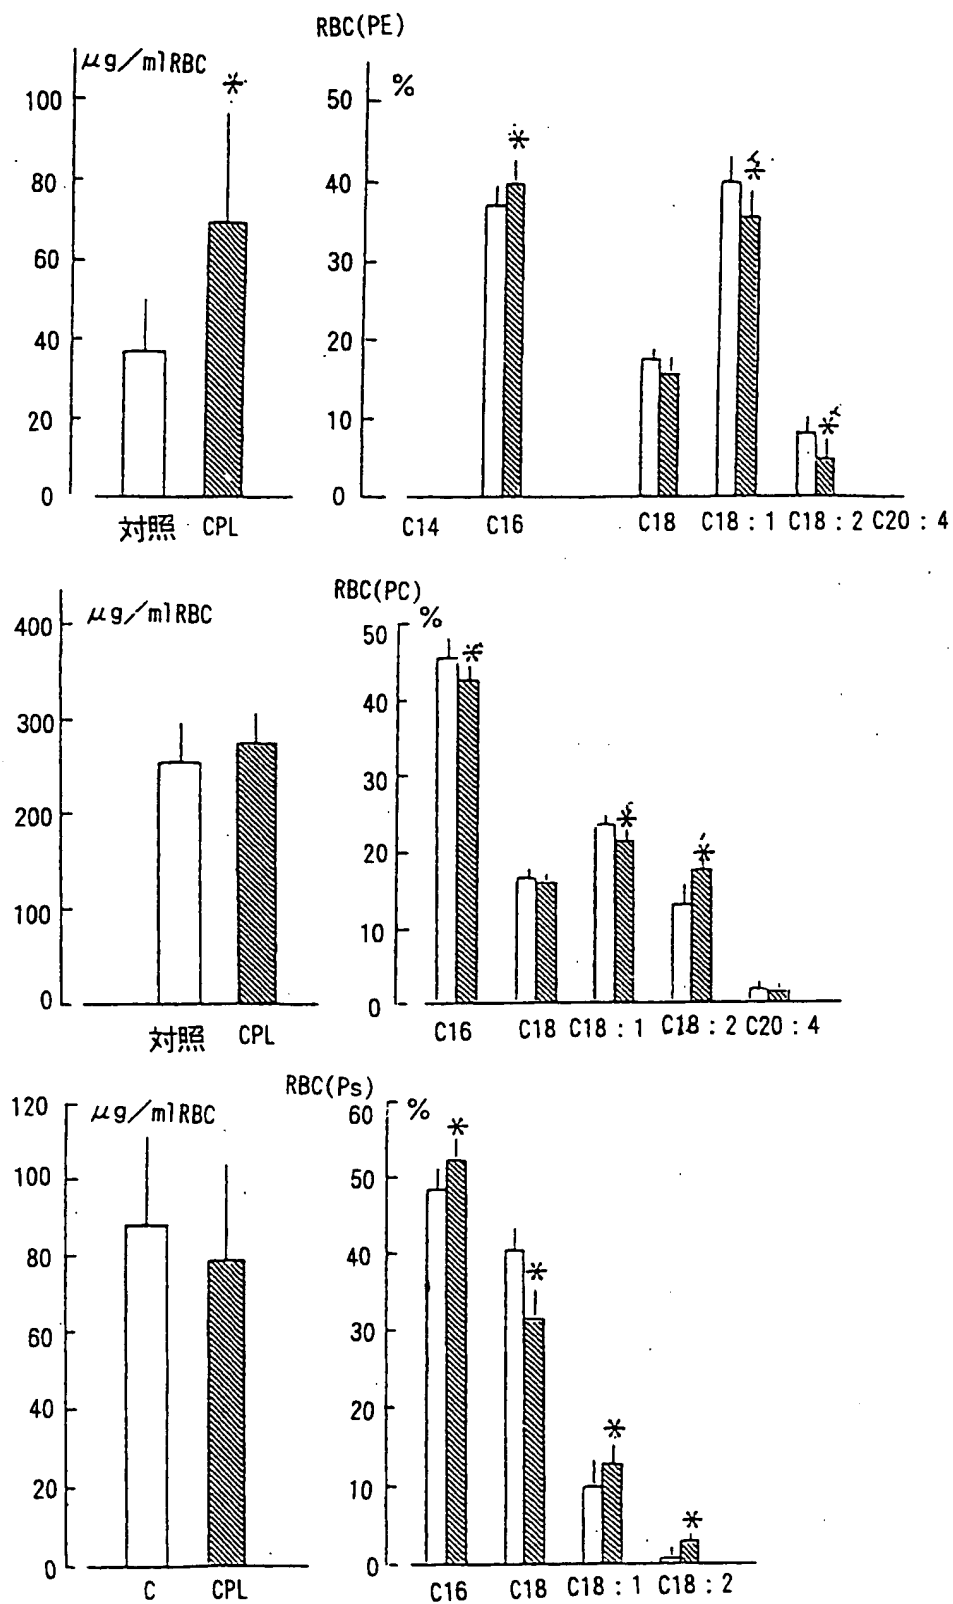 RBC(PE)
μg/mlRBC
*
100
80
60
40
20
0
対照 CPL
%
50
40
30
20
10
0
* * *
C14 C16 C18 C18:1 C18:2 C20:4
RBC(PC)
μg/mlRBC
400
300
200
100
0
対照 CPL
%
50
40
30
20
10
0
* * *
C16 C18 C18:1 C18:2 C20:4
RBC(Ps)
μg/mlRBC
120
100
80
60
40
20
0
C CPL
%
60
50
40
30
20
10
0
* * * *
C16 C18 C18:1 C18:2